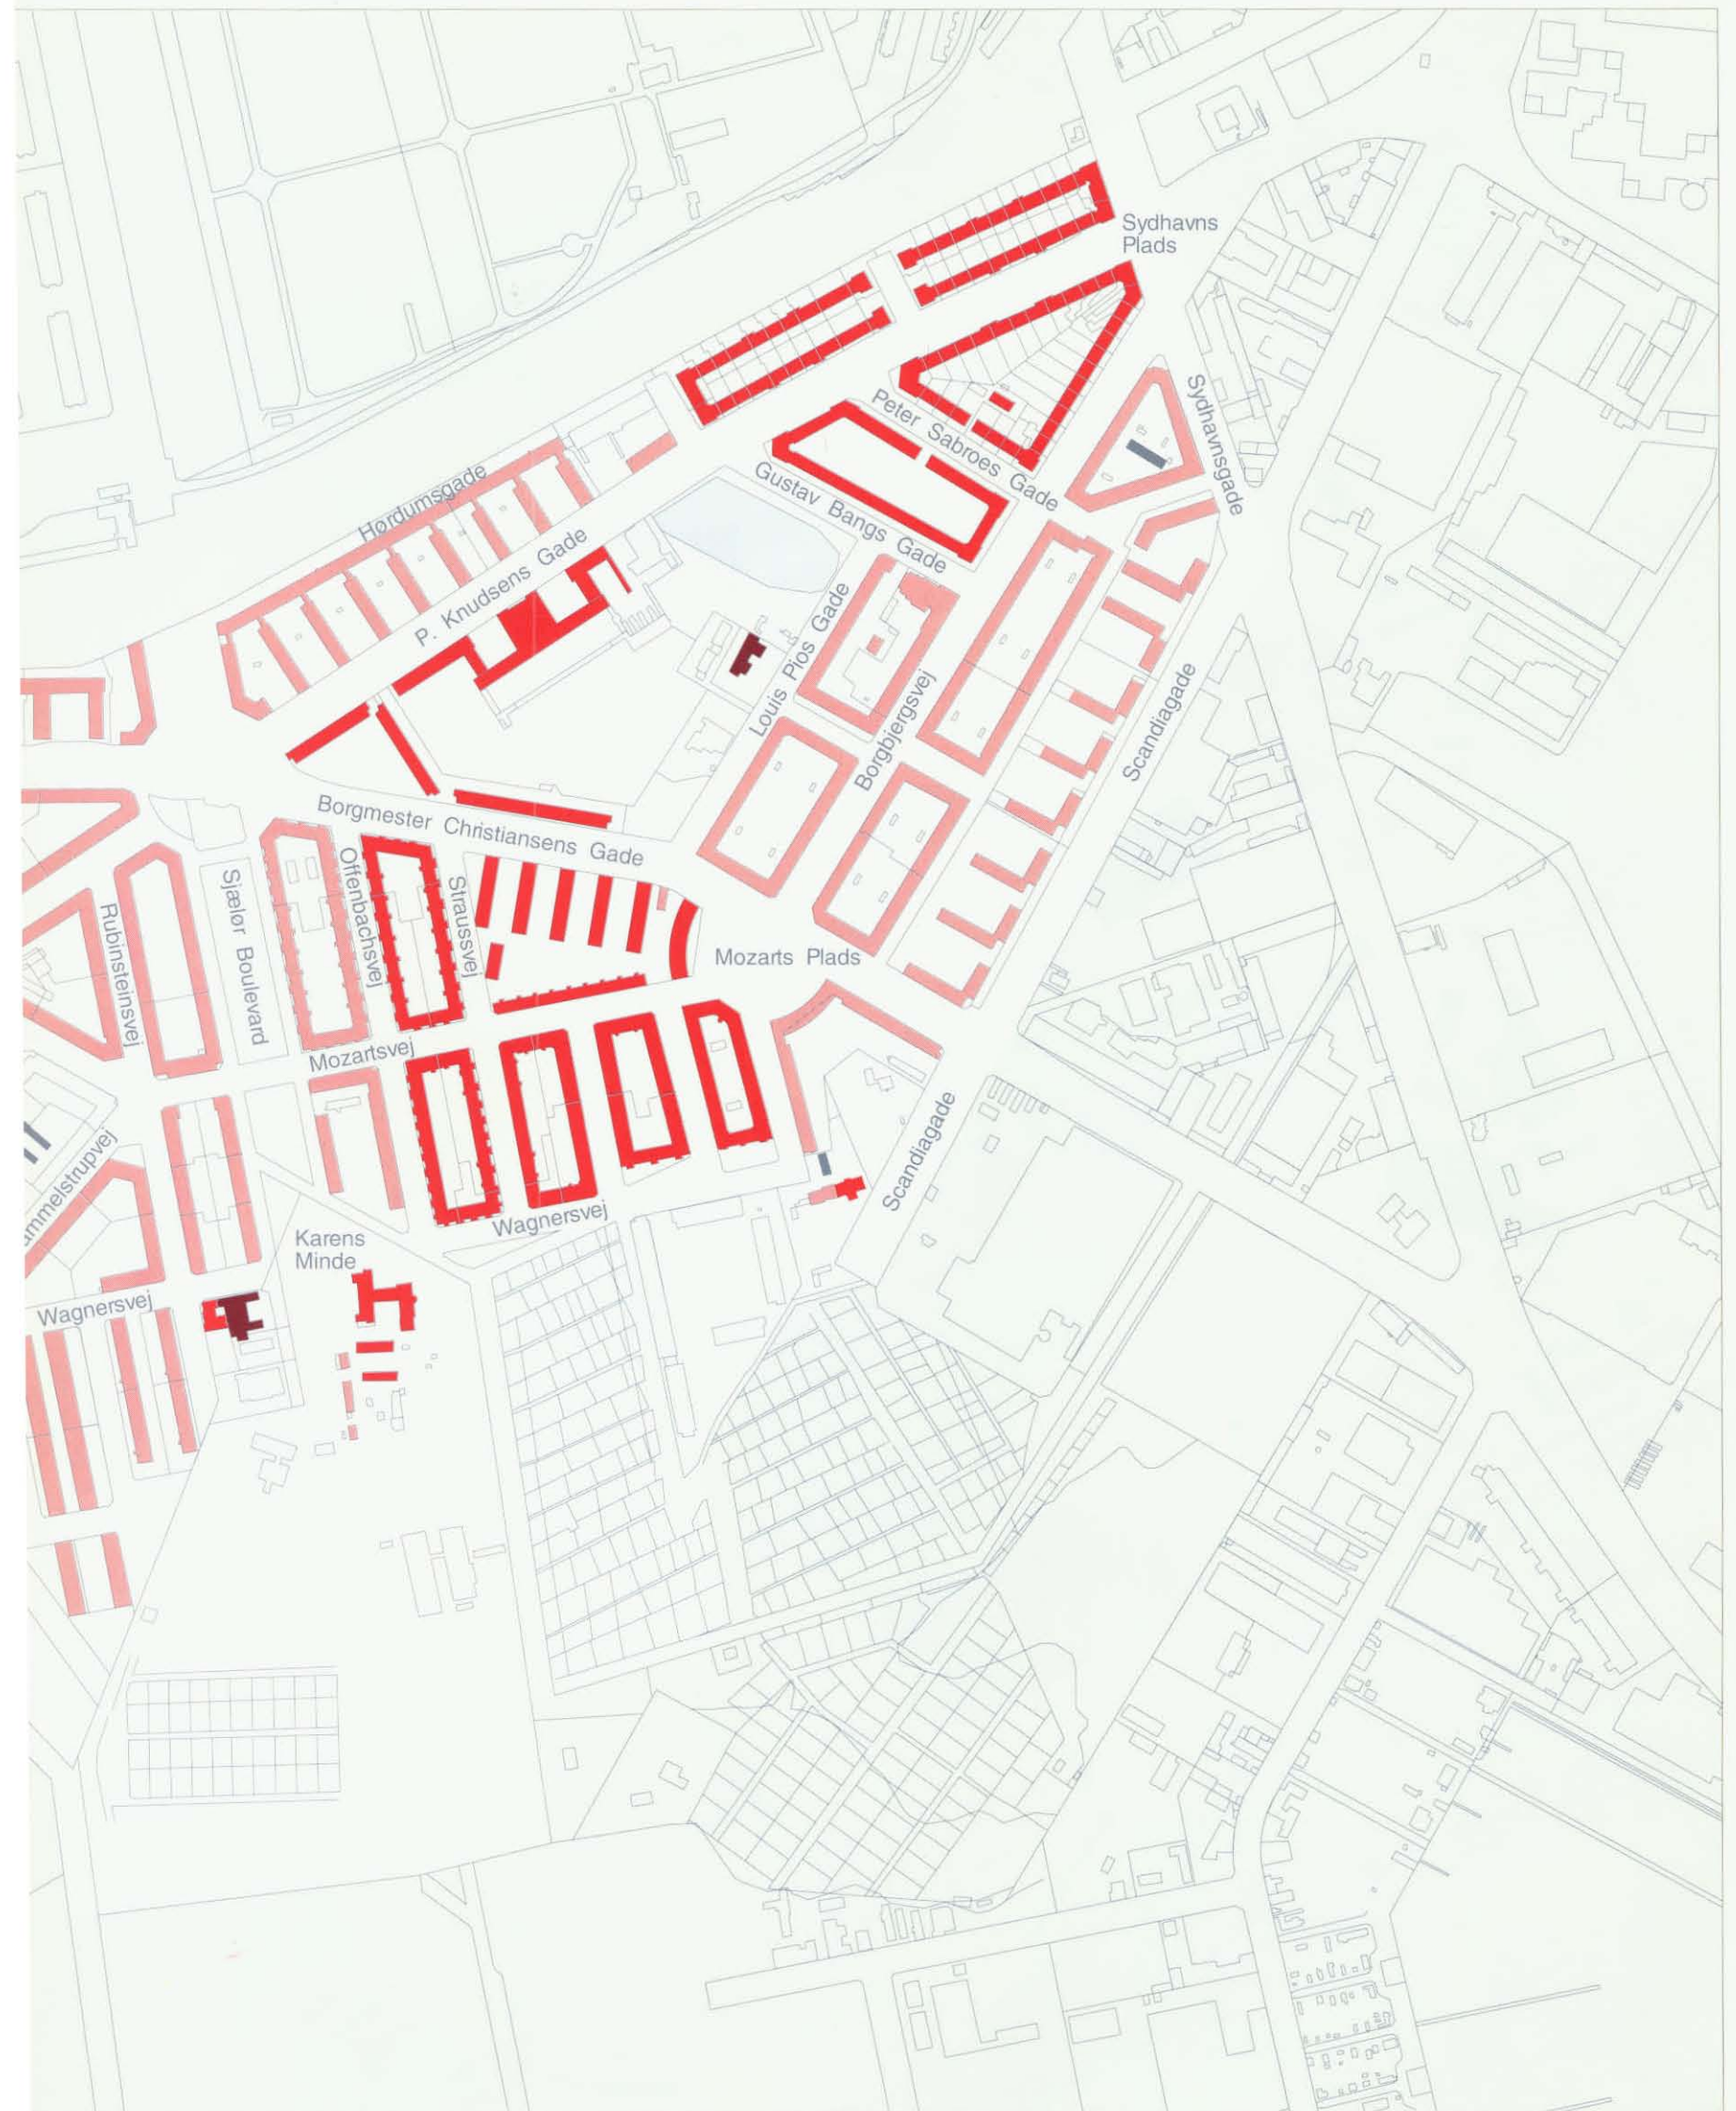 Sydhavns
Plads
Sydhavnsgade
Peter Sabroes Gade
Gustav Bangs Gade
Hørdumsgade
P. Knudsens Gade
Louis Pios Gade
Borgbjergsvej
Scandiagade
Borgmester Christiansens Gade
Offenbachsvej
Straussvej
Sjælør Boulevard
Rubinsteinsvej
Mozarts Plads
Mozartsvej
Scandiagade
ammelstrupvej
Wagnersvej
Karens
Minde
Wagnersvej